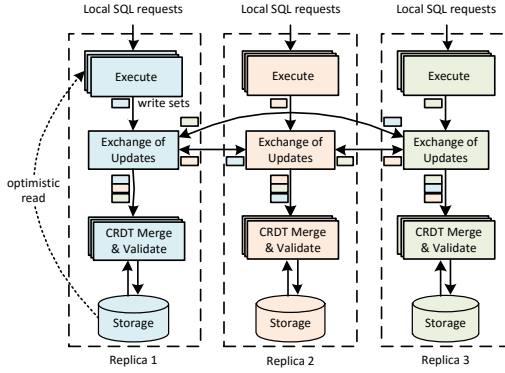 Local SQL requests
Local SQL requests
Local SQL requests
Execute
Execute
Execute
write sets
Exchange of
Updates
Exchange of
Updates
Exchange of
Updates
optimistic
read
CRDT Merge
& Validate
CRDT Merge
& Validate
CRDT Merge
& Validate
Storage
Storage
Storage
Replica 1
Replica 2
Replica 3